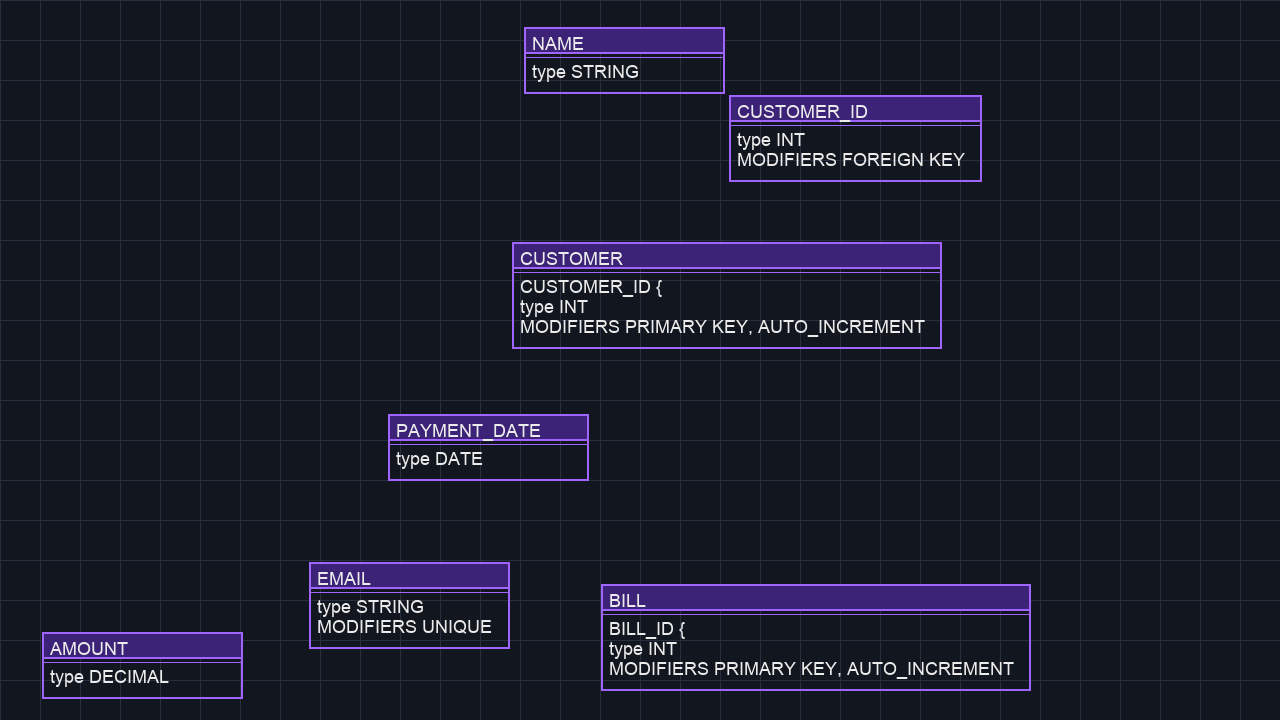 NAME
type STRING
CUSTOMER_ID
type INT
MODIFIERS FOREIGN KEY
CUSTOMER
CUSTOMER_ID {
type INT
MODIFIERS PRIMARY KEY, AUTO_INCREMENT
PAYMENT_DATE
type DATE
EMAIL
type STRING
MODIFIERS UNIQUE
BILL
BILL_ID {
type INT
MODIFIERS PRIMARY KEY, AUTO_INCREMENT
AMOUNT
type DECIMAL